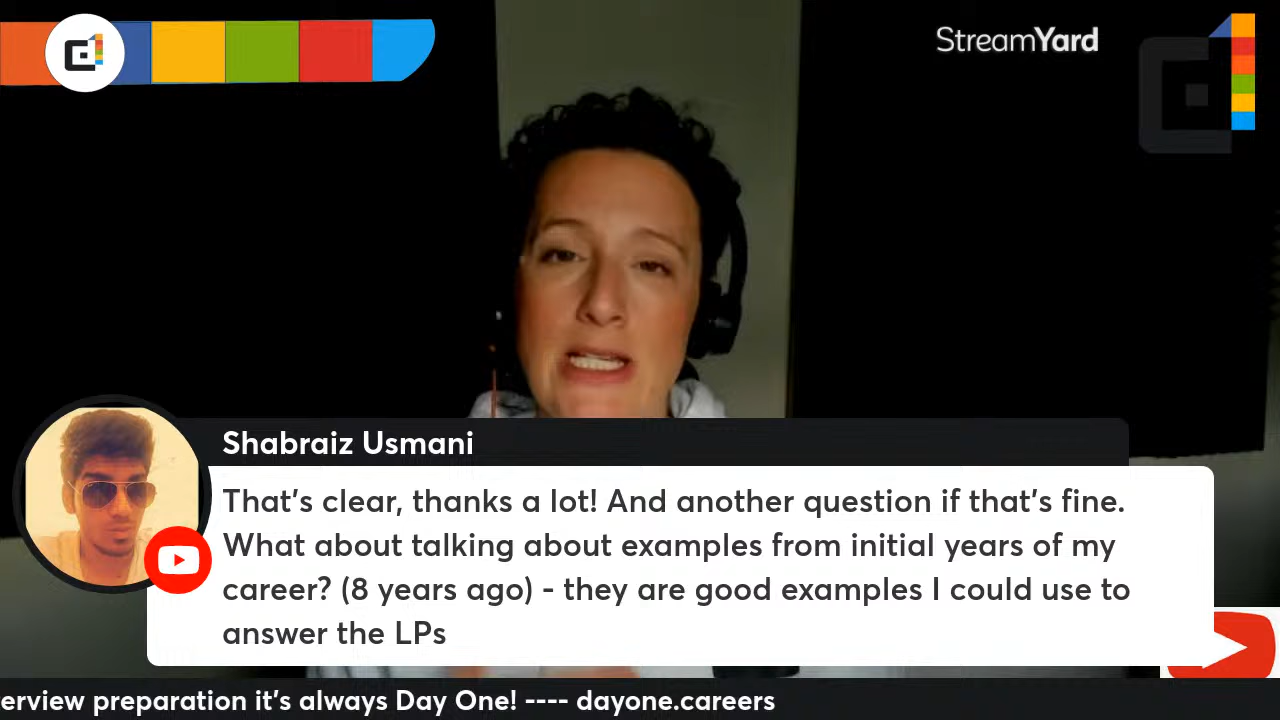 StreamYard
Shabraiz Usmani
That's clear, thanks a lot! And another question if that's fine.
What about talking about examples from initial years of my
career? (8 years ago) - they are good examples I could use to
answer the LPs
erview preparation it's always Day One! ---- dayone.careers